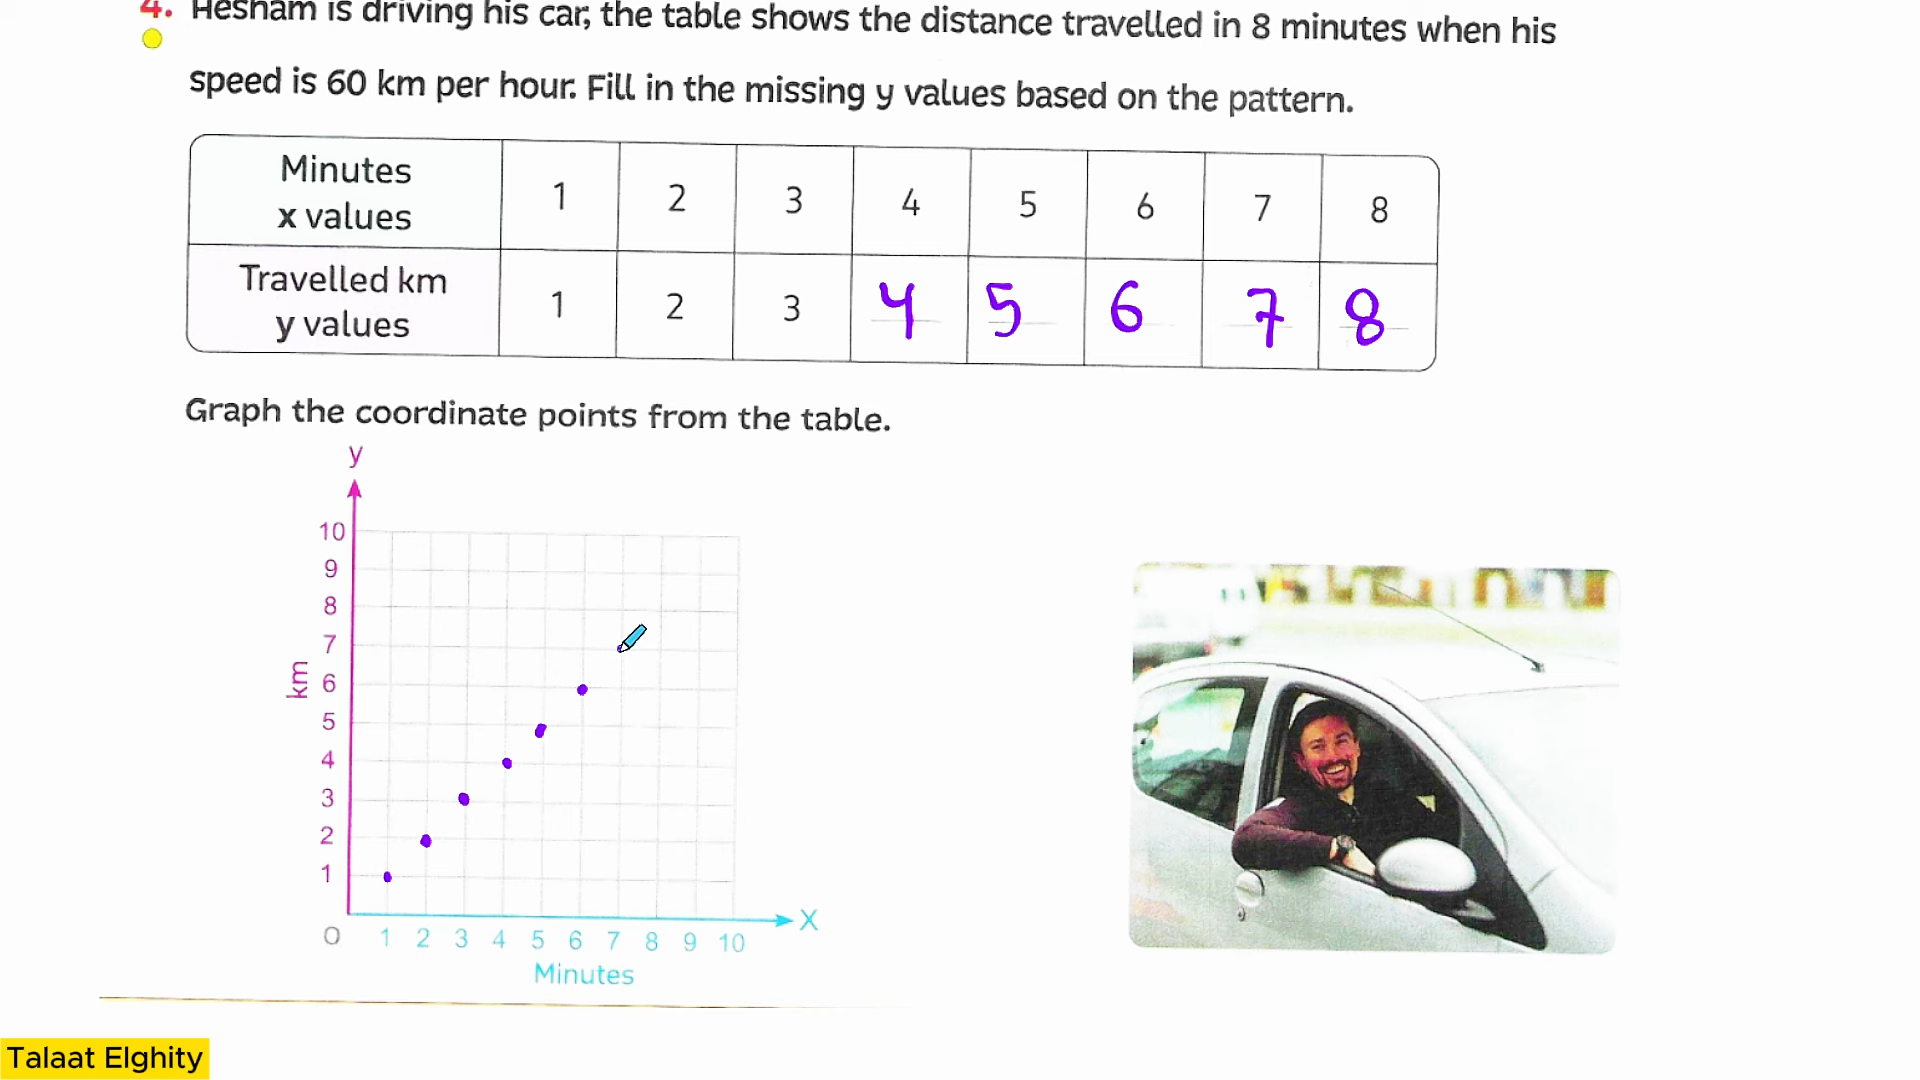 4. Hesham is driving his car, the table shows the distance travelled in 8 minutes when his
speed is 60 km per hour. Fill in the missing y values based on the pattern.
Minutes
x values
1 2 3 4 5 6 7 8
Travelled km
y values
1 2 3 4 5 6 7 8
Graph the coordinate points from the table.
y
10
9
8
7
6
5
4
3
2
1
km
O 1 2 3 4 5 6 7 8 9 10
X
Minutes
Talaat Elghity